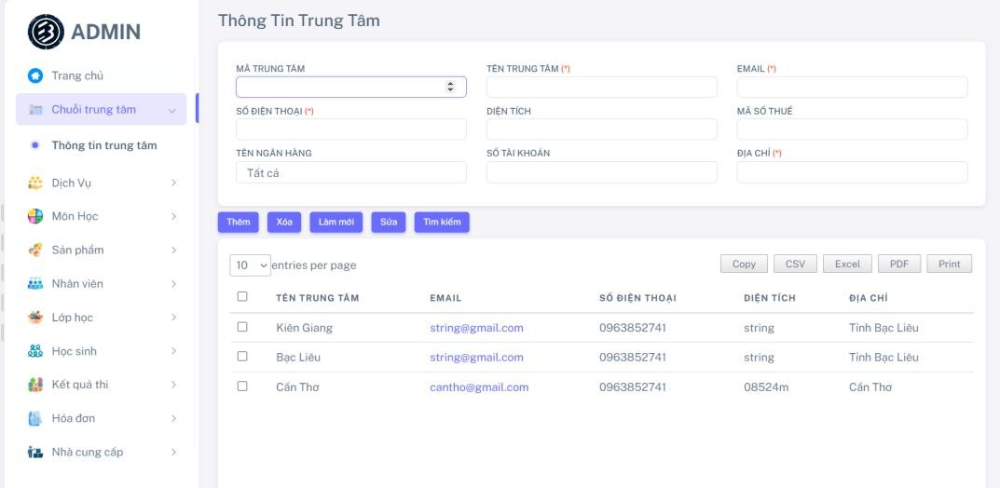 ADMIN
Trang chủ
Chuỗi trung tâm
Thông tin trung tâm
Dịch Vụ
Môn Học
Sản phẩm
Nhân viên
Lớp học
Học sinh
Kết quả thi
Hóa đơn
Nhà cung cấp
Thông Tin Trung Tâm
MÃ TRUNG TÂM TÊN TRUNG TÂM (*) EMAIL (*)
SỐ ĐIỆN THOẠI (*) DIỆN TÍCH MÃ SỐ THUẾ
TÊN NGÂN HÀNG SỐ TÀI KHOẢN ĐỊA CHỈ (*)
Tất cả
Thêm Xóa Làm mới Sửa Tìm kiếm
10 entries per page Copy CSV Excel PDF Print
TÊN TRUNG TÂM EMAIL SỐ ĐIỆN THOẠI DIỆN TÍCH ĐỊA CHỈ
Kiên Giang string@gmail.com 0963852741 string Tỉnh Bạc Liêu
Bạc Liêu string@gmail.com 0963852741 string Tỉnh Bạc Liêu
Cần Thơ cantho@gmail.com 0963852741 08524m Cần Thơ